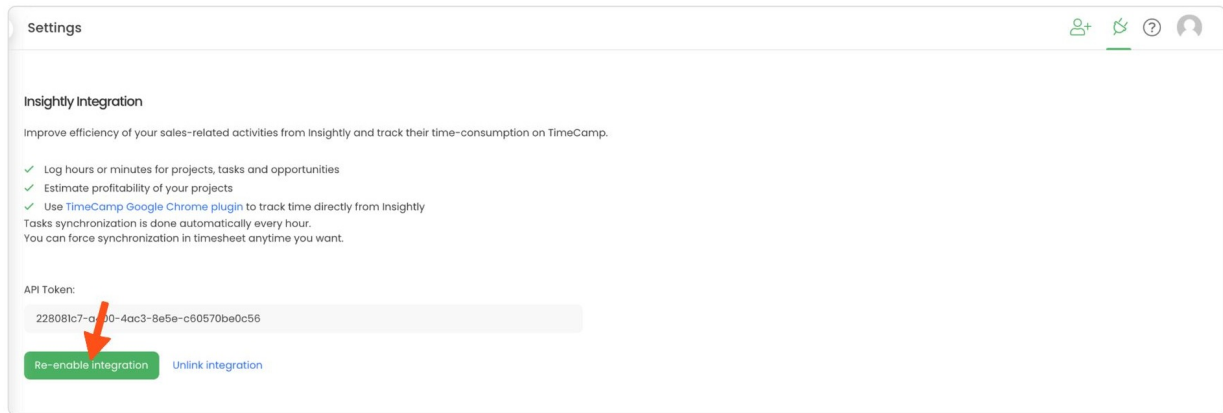 Settings
Insightly Integration
Improve efficiency of your sales-related activities from Insightly and track their time-consumption on TimeCamp.
Log hours or minutes for projects, tasks and opportunities
Estimate profitability of your projects
Use TimeCamp Google Chrome plugin to track time directly from Insightly
Tasks synchronization is done automatically every hour.
You can force synchronization in timesheet anytime you want.
API Token:
Re-enable integration Unlink integration